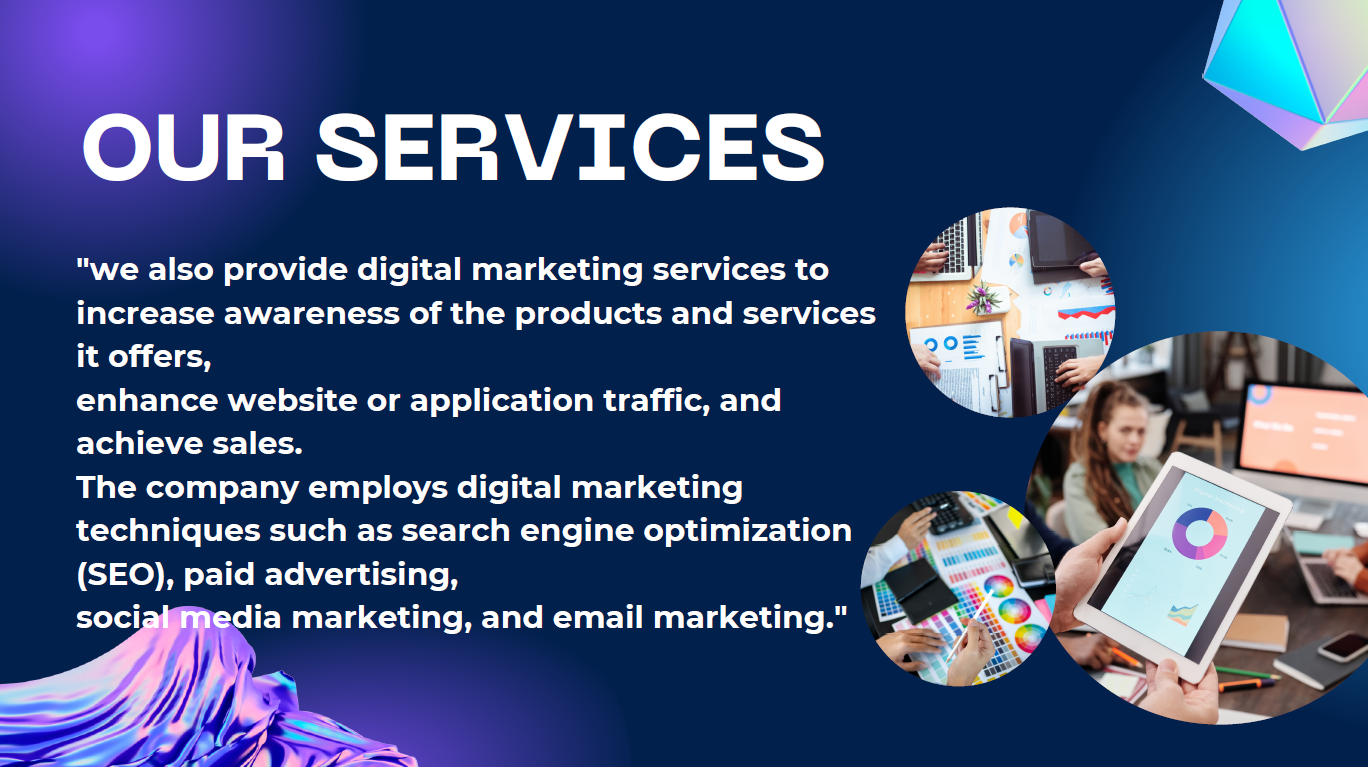 OUR SERVICES
"we also provide digital marketing services to
increase awareness of the products and services
it offers,
enhance website or application traffic, and
achieve sales.
The company employs digital marketing
techniques such as search engine optimization
(SEO), paid advertising,
social media marketing, and email marketing."